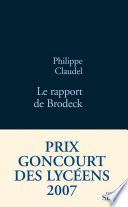 Philippe
Claudel
Le rapport
de Brodeck
PRIX
GONCOURT
DES LYCÉENS
2007